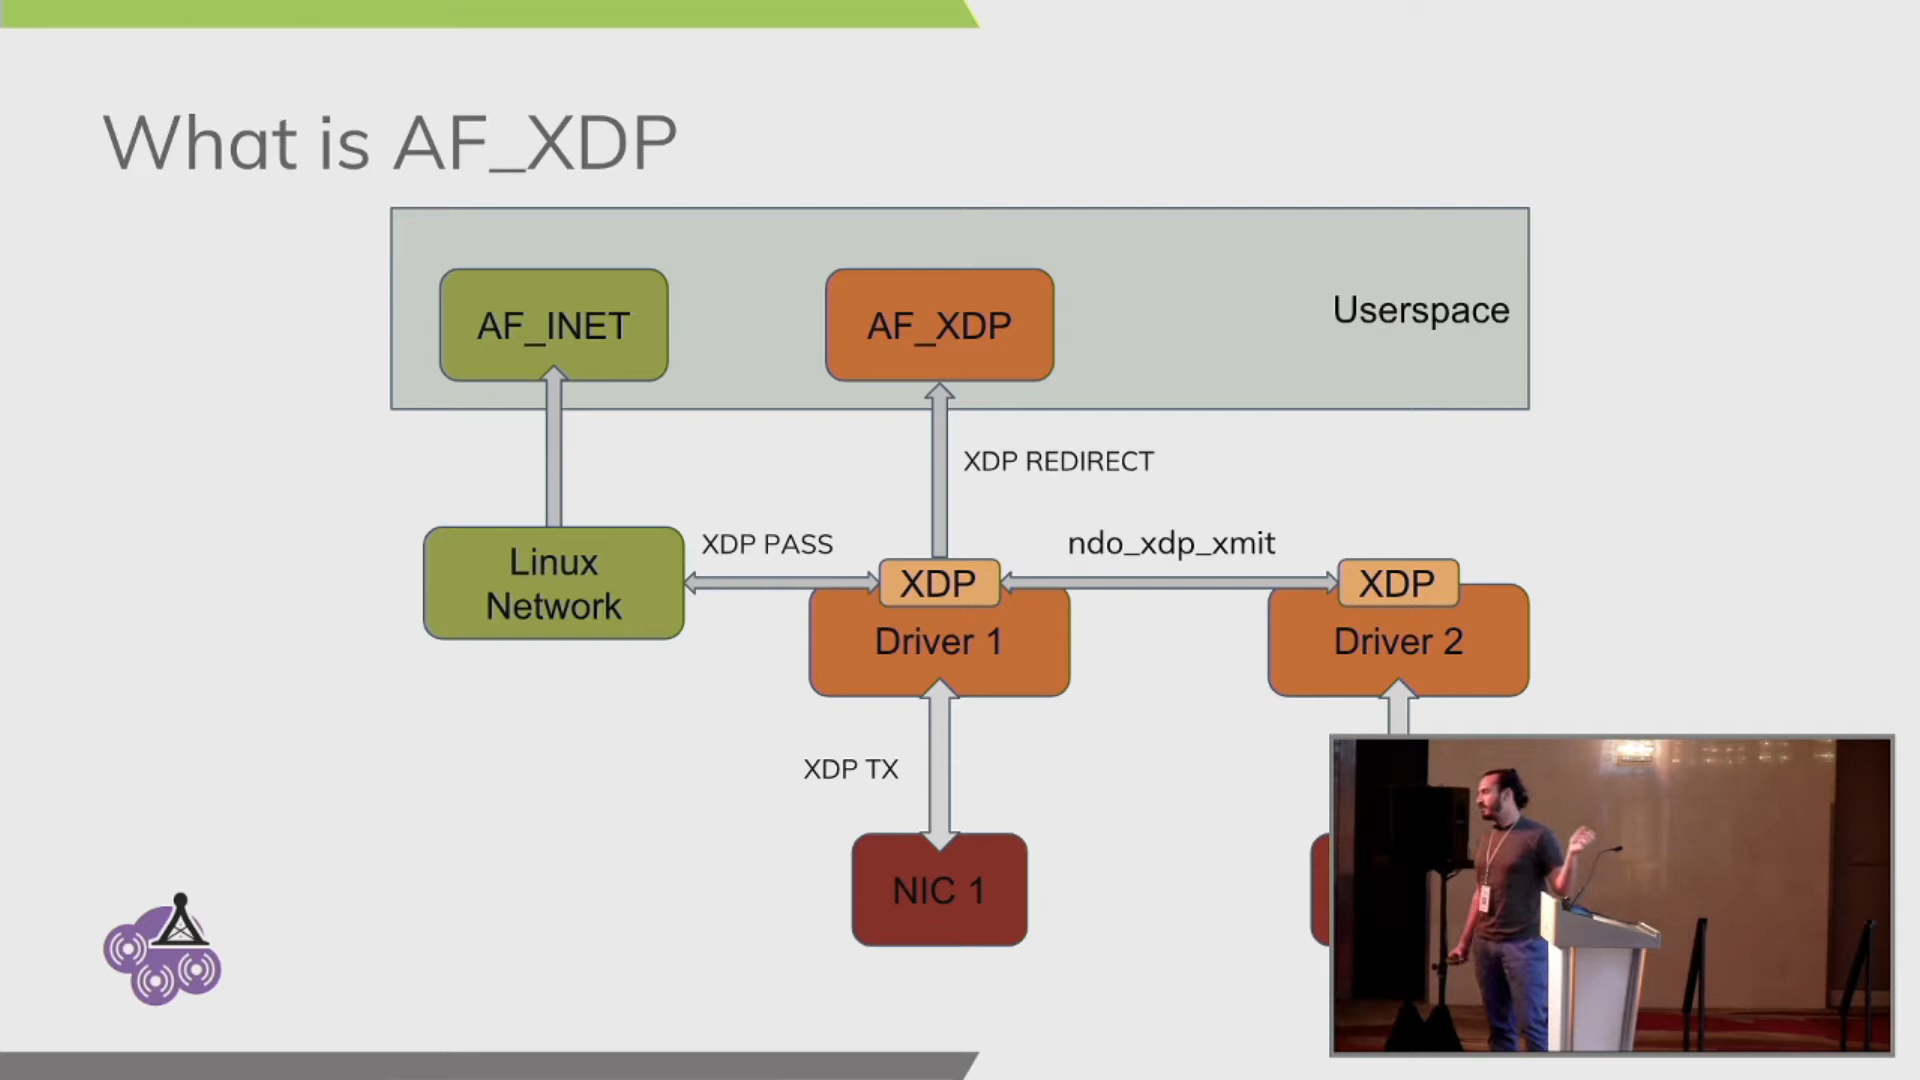 What is AF_XDP
AF_INET
AF_XDP
Userspace
XDP REDIRECT
XDP PASS
ndo_xdp_xmit
Linux
Network
XDP
XDP
Driver 1
Driver 2
XDP TX
NIC 1